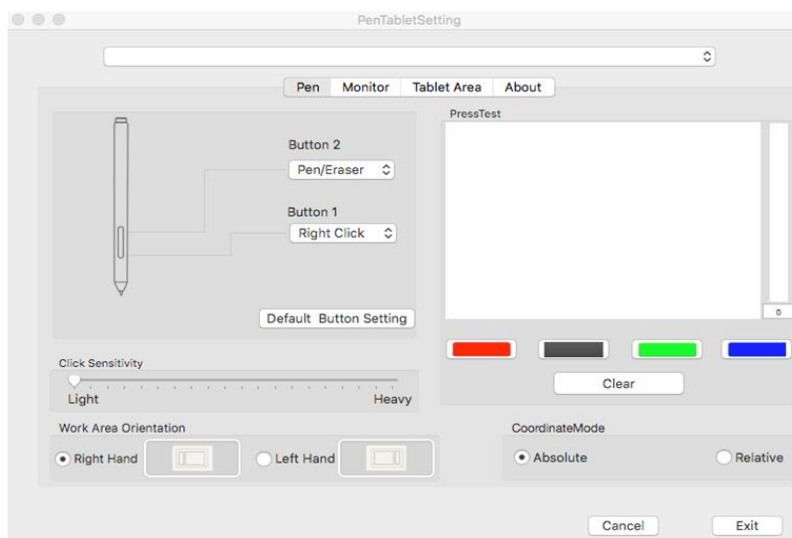 PenTabletSetting
Pen Monitor Tablet Area About
Button 2
Pen/Eraser
Button 1
Right Click
Default Button Setting
PressTest
0
Clear
Click Sensitivity
Light Heavy
Work Area Orientation
Right Hand Left Hand
CoordinateMode
Absolute Relative
Cancel Exit